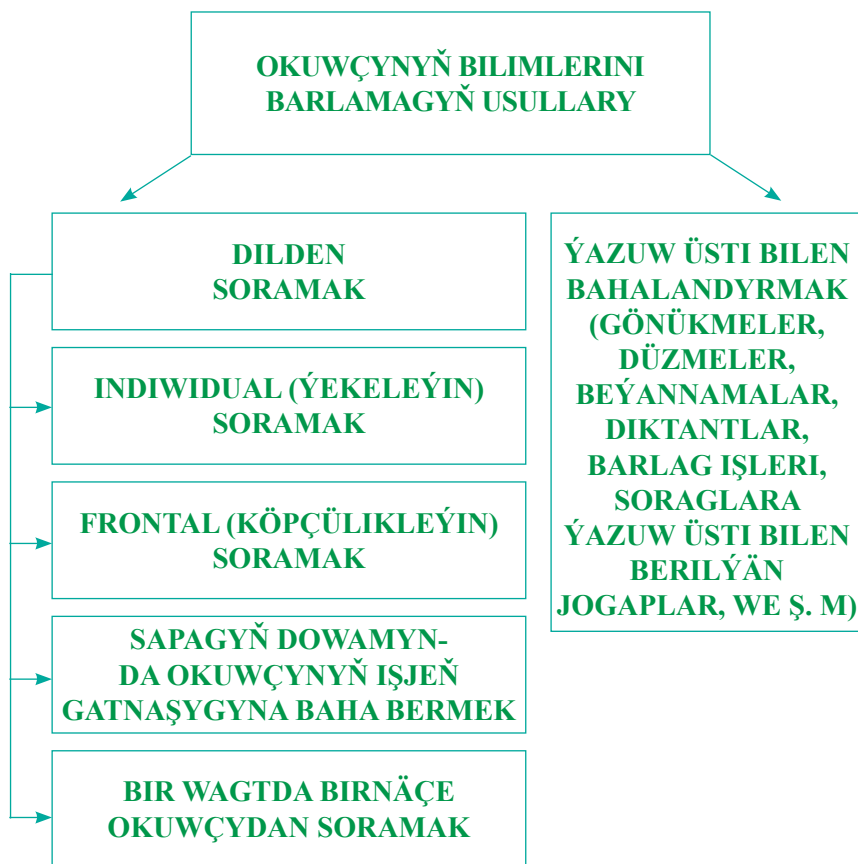 OKUWÇYNYŇ BILIMLERINI
BARLAMAGYŇ USULLARY
DILDEN
SORAMAK
INDIWIDUAL (ÝEKELEÝIN)
SORAMAK
FRONTAL (KÖPÇÜLIKLEÝIN)
SORAMAK
SAPAGYŇ DOWAMYN-
DA OKUWÇYNYŇ IŞJEŇ
GATNAŞYGYNA BAHA BERMEK
BIR WAGTDA BIRNÄÇE
OKUWÇYDAN SORAMAK
ÝAZUW ÜSTI BILEN
BAHALANDYRMAK
(GÖNÜKMELER,
DÜZMELER,
BEÝANNAMALAR,
DIKTANTLAR,
BARLAG IŞLERI,
SORAGLARA
ÝAZUW ÜSTI BILEN
BERILÝÄN
JOGAPLAR, WE Ş. M)